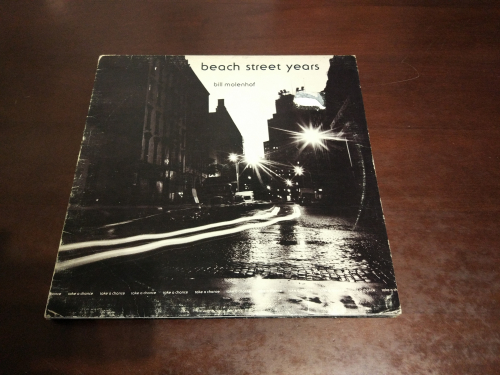 beach street years
bill molenhof
take a chance take a chance take a chance take a chance take a chance